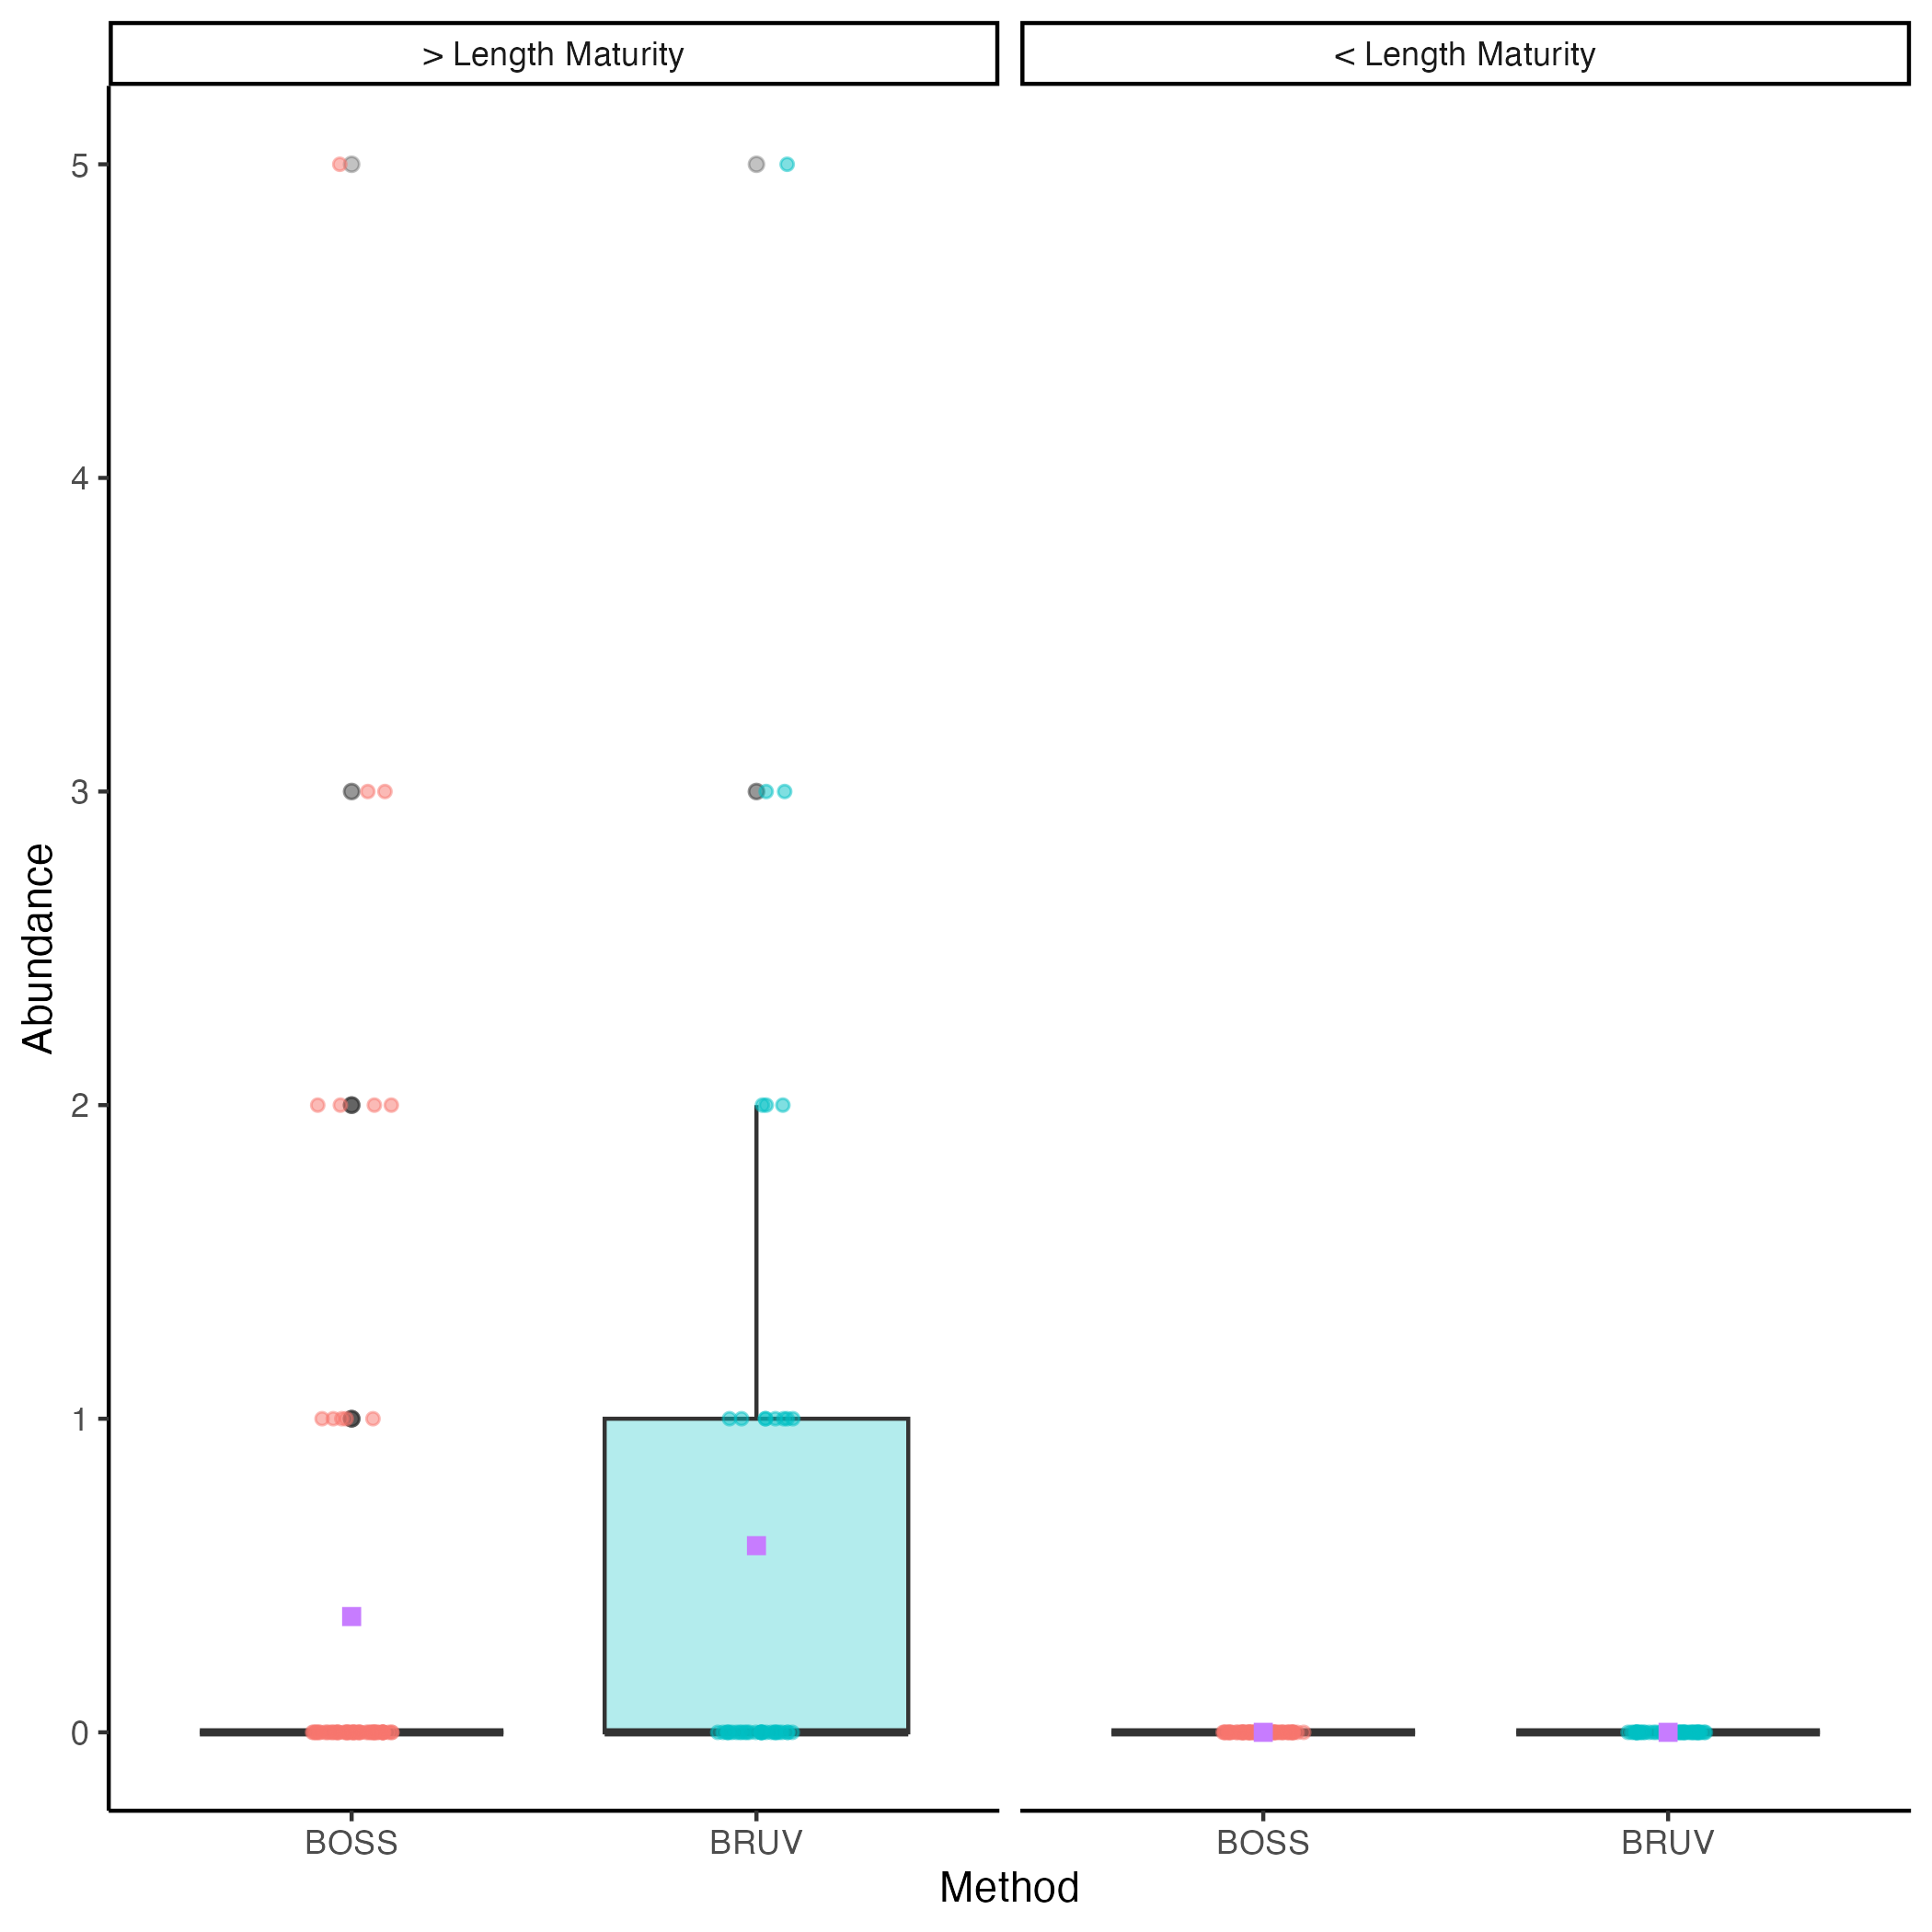 > Length Maturity
< Length Maturity
5
4
3
2
1
0
Abundance
BOSS
BRUV
BOSS
BRUV
Method